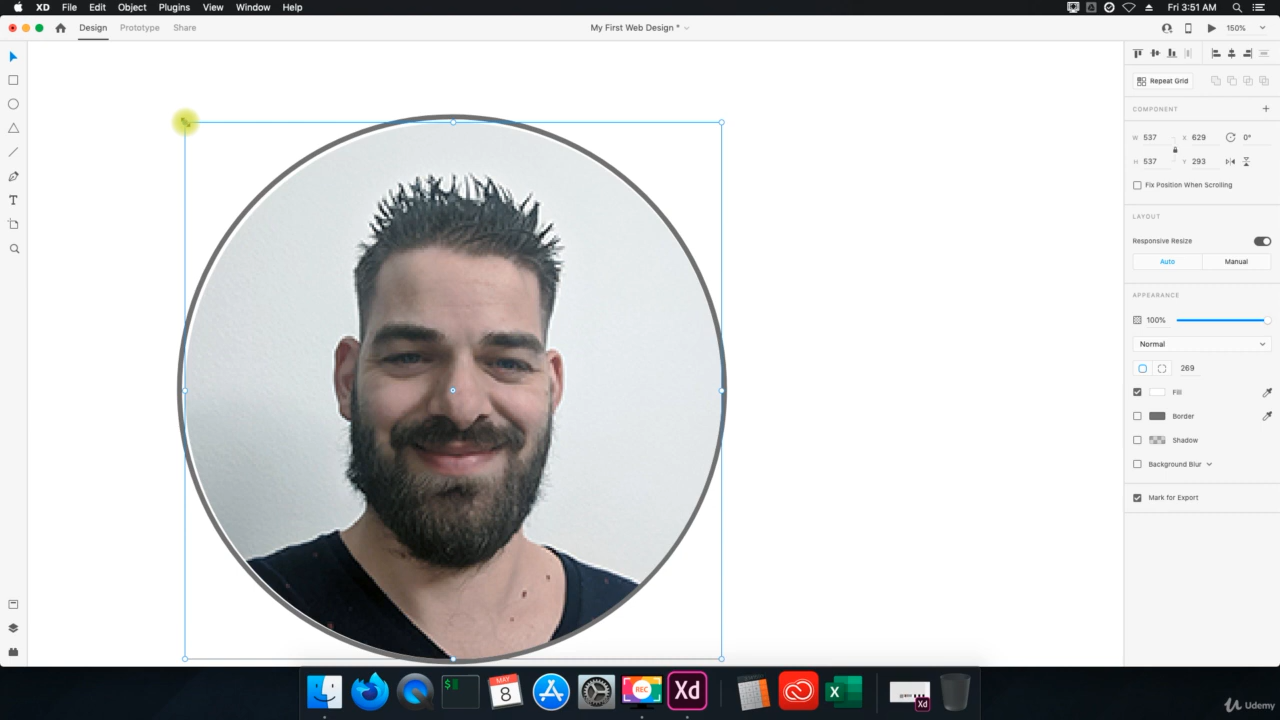 XD File Edit Object Plugins View Window Help
Fri 3:51 AM
Design Prototype Share
My First Web Design *
150%
Repeat Grid
COMPONENT
W 537 X 629 0°
H 537 Y 293
Fix Position When Scrolling
LAYOUT
Responsive Resize
Auto Manual
APPEARANCE
100%
Normal
269
Fill
Border
Shadow
Background Blur
Mark for Export
T
$
MAY
8
REC
Xd
X
Xd
Udemy